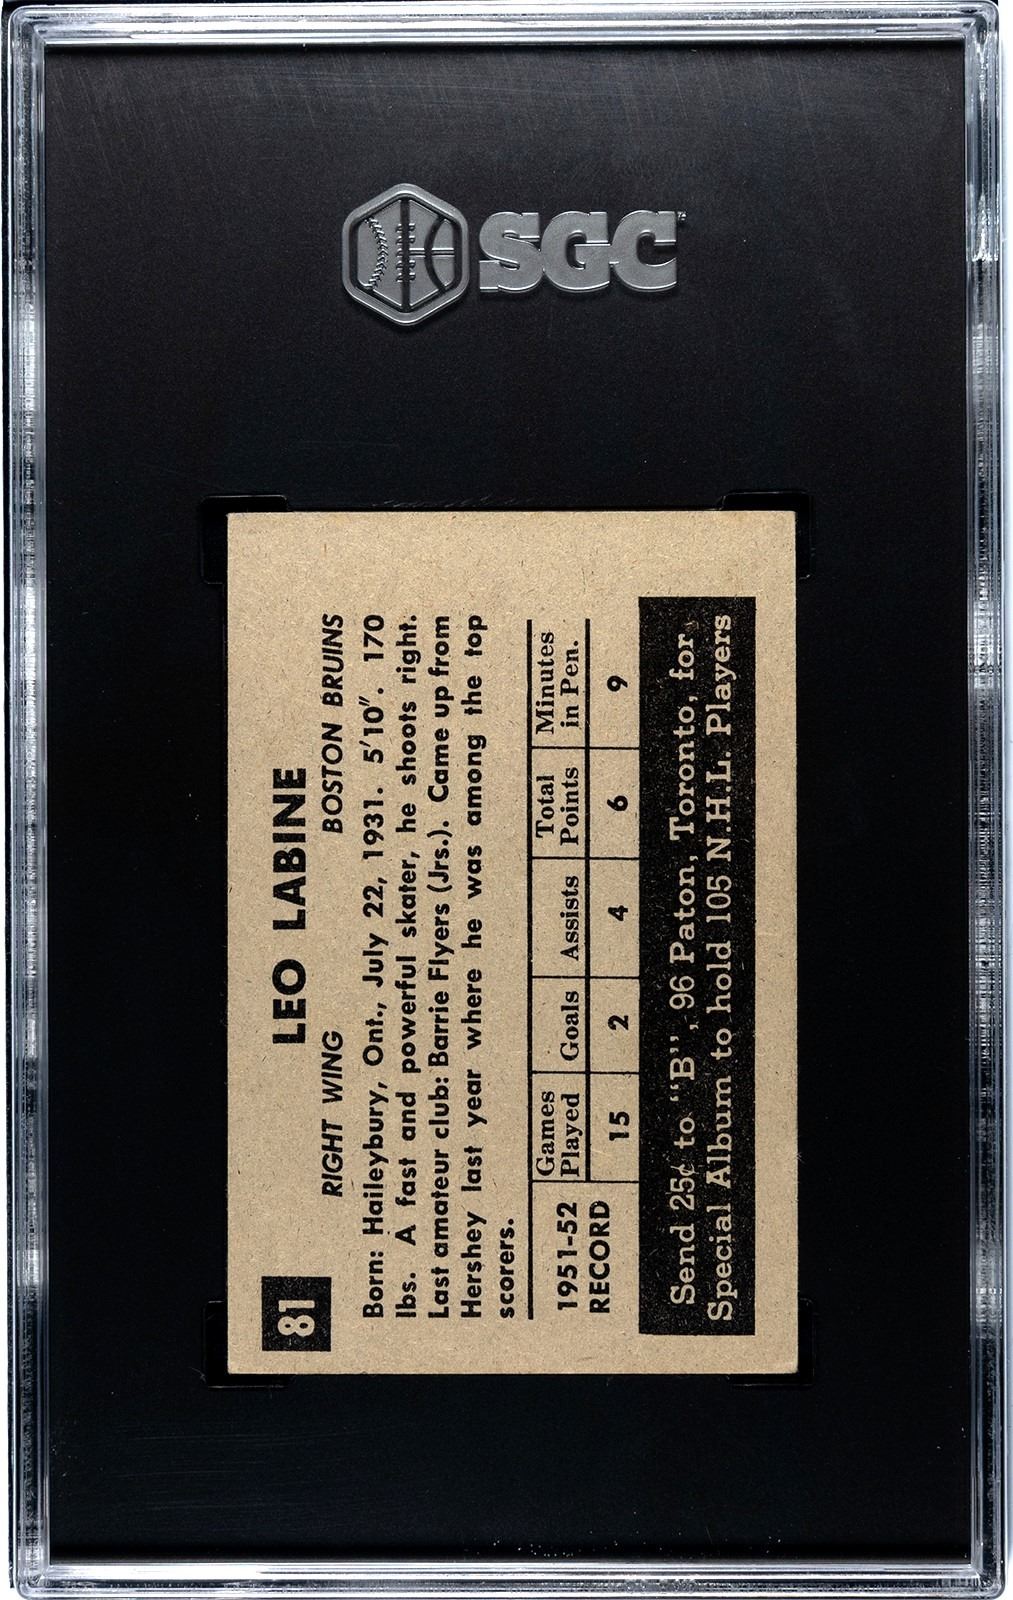 SGC
81
LEO LABINE
RIGHT WING BOSTON BRUINS
Born: Haileybury, Ont., July 22, 1931. 5'10". 170
lbs. A fast and powerful skater, he shoots right.
Last amateur club: Barrie Flyers (Jrs.). Came up from
Hershey last year where he was among the top
scorers.
1951-52 RECORD
Games Played Goals Assists Total Points Minutes in Pen.
15 2 4 6 9
Send 25¢ to "B", 96 Paton, Toronto, for
Special Album to hold 105 N.H.L. Players